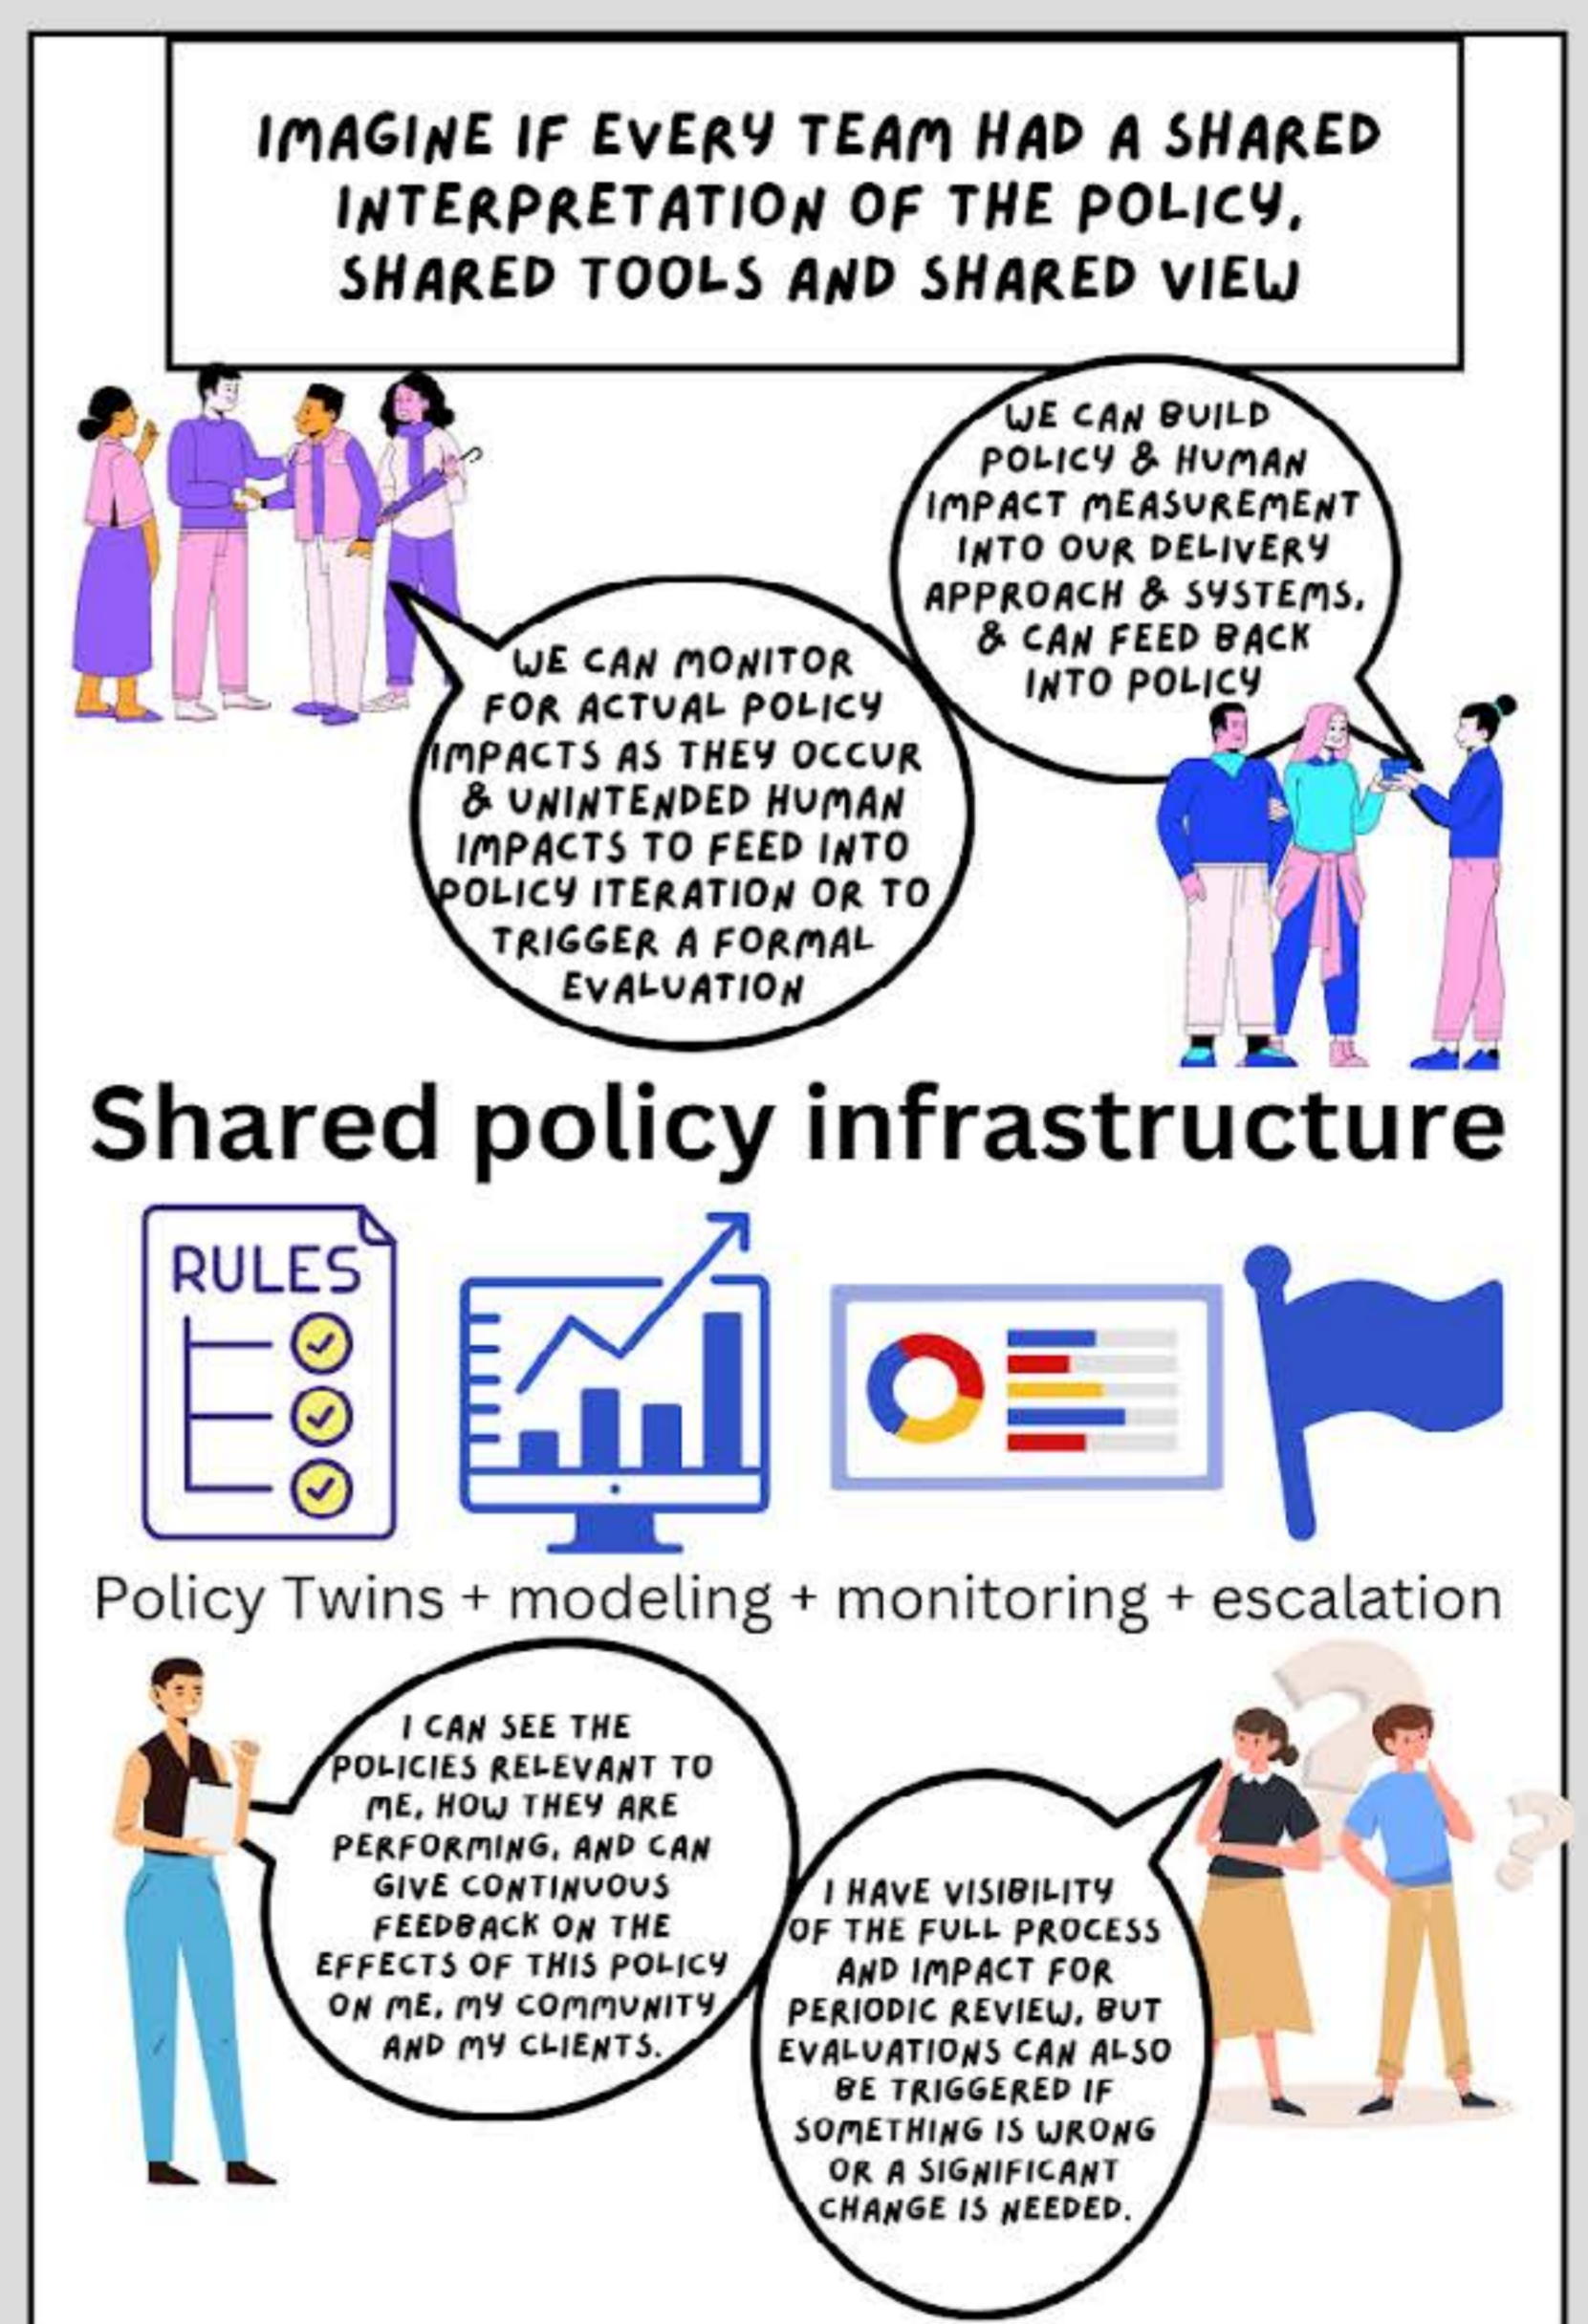 IMAGINE IF EVERY TEAM HAD A SHARED
INTERPRETATION OF THE POLICY,
SHARED TOOLS AND SHARED VIEW
WE CAN BUILD
POLICY & HUMAN
IMPACT MEASUREMENT
INTO OUR DELIVERY
APPROACH & SYSTEMS,
& CAN FEED BACK
INTO POLICY
WE CAN MONITOR
FOR ACTUAL POLICY
IMPACTS AS THEY OCCUR
& UNINTENDED HUMAN
IMPACTS TO FEED INTO
POLICY ITERATION OR TO
TRIGGER A FORMAL
EVALUATION
Shared policy infrastructure
RULES
Policy Twins + modeling + monitoring + escalation
I CAN SEE THE
POLICIES RELEVANT TO
ME, HOW THEY ARE
PERFORMING, AND CAN
GIVE CONTINUOUS
FEEDBACK ON THE
EFFECTS OF THIS POLICY
ON ME, MY COMMUNITY
AND MY CLIENTS.
I HAVE VISIBILITY
OF THE FULL PROCESS
AND IMPACT FOR
PERIODIC REVIEW, BUT
EVALUATIONS CAN ALSO
BE TRIGGERED IF
SOMETHING IS WRONG
OR A SIGNIFICANT
CHANGE IS NEEDED.
? ?